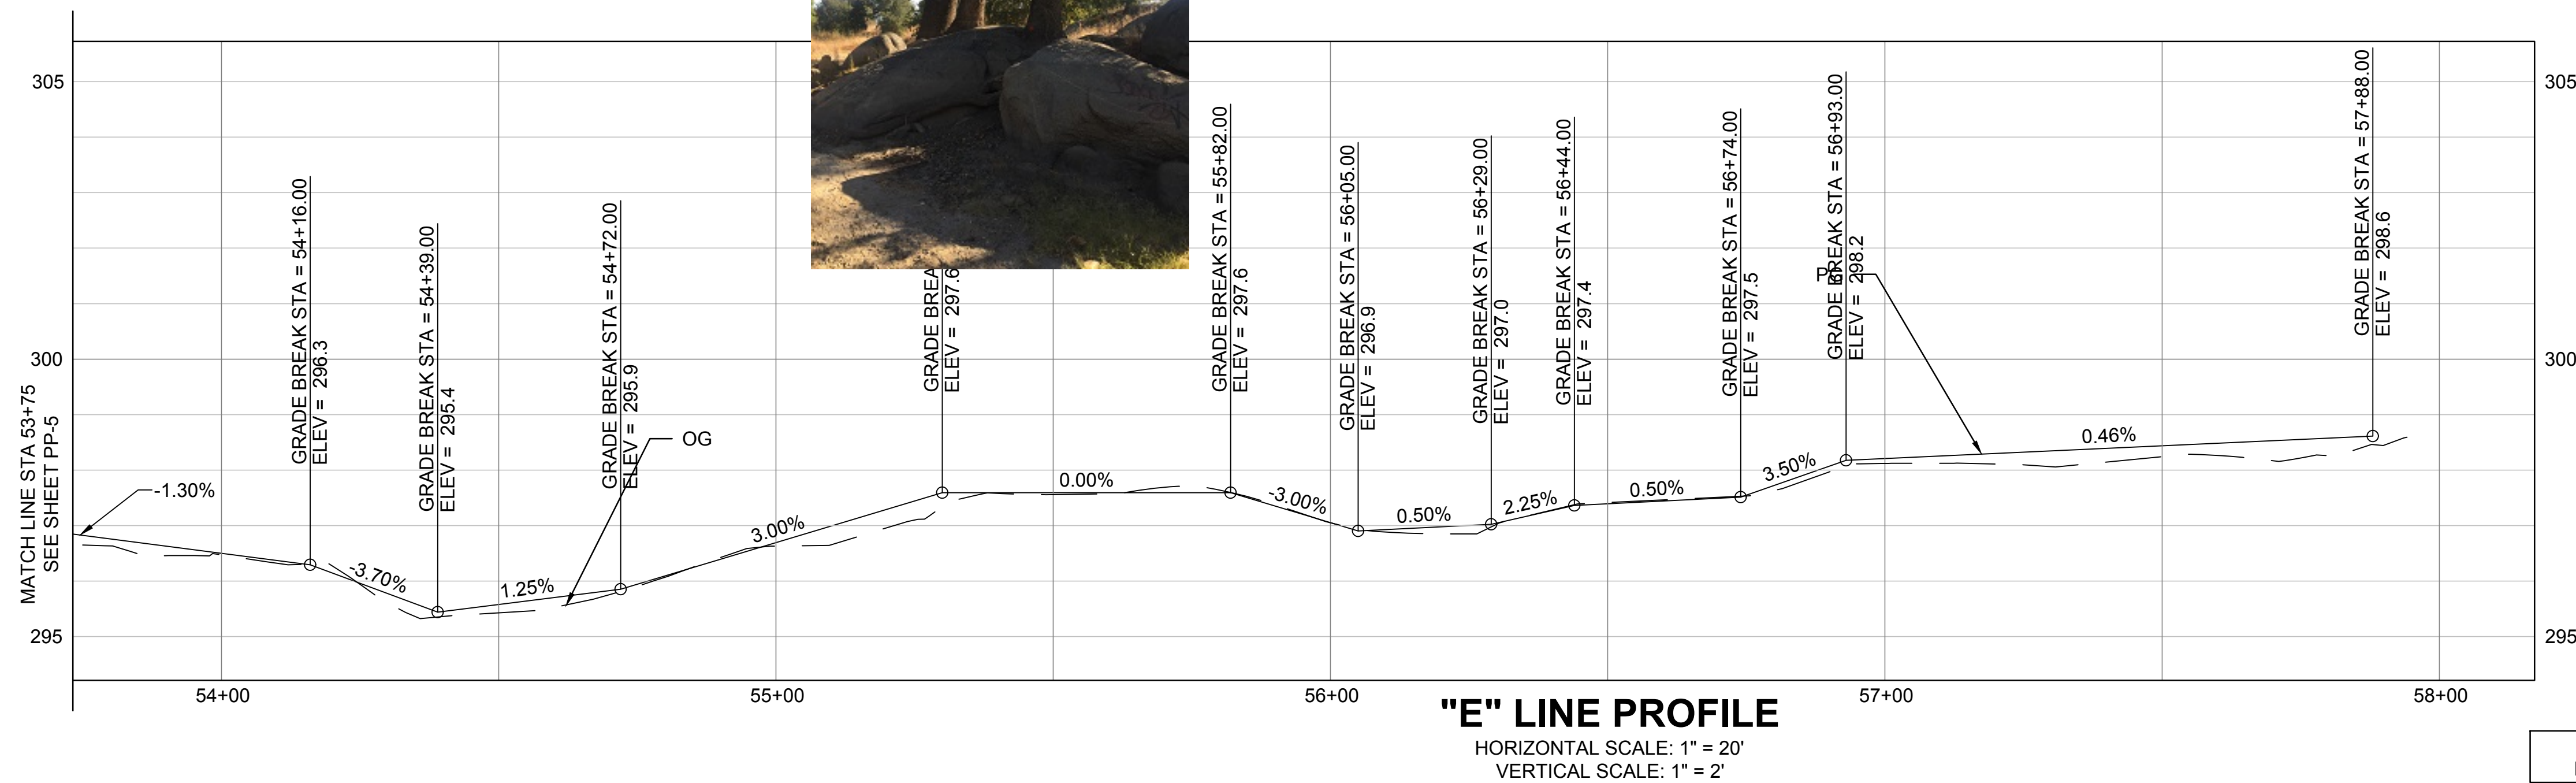 305
300
295
MATCH LINE STA 53+75
SEE SHEET PP-5
-1.30%
GRADE BREAK STA = 54+16.00
ELEV = 296.3
-3.70%
GRADE BREAK STA = 54+39.00
ELEV = 295.4
1.25%
GRADE BREAK STA = 54+72.00
ELEV = 295.9
OG
3.00%
GRADE BREA
ELEV = 297.6
0.00%
GRADE BREAK STA = 55+82.00
ELEV = 297.6
-3.00%
GRADE BREAK STA = 56+05.00
ELEV = 296.9
0.50%
GRADE BREAK STA = 56+29.00
ELEV = 297.0
2.25%
GRADE BREAK STA = 56+44.00
ELEV = 297.4
0.50%
GRADE BREAK STA = 56+74.00
ELEV = 297.5
3.50%
GRADE BREAK STA = 56+93.00
ELEV = 298.2
0.46%
GRADE BREAK STA = 57+88.00
ELEV = 298.6
305
300
295
54+00
55+00
56+00
57+00
58+00
"E" LINE PROFILE
HORIZONTAL SCALE: 1" = 20'
VERTICAL SCALE: 1" = 2'